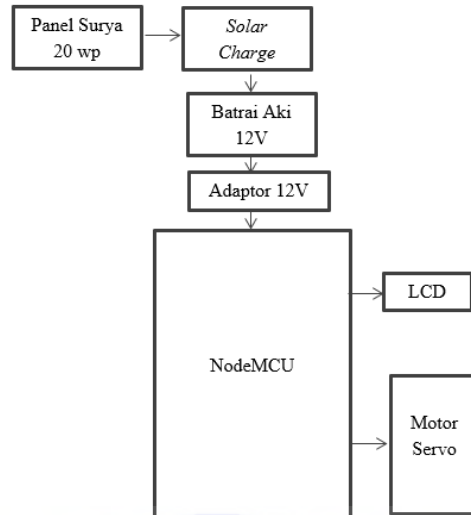 Panel Surya
20 wp
Solar
Charge
Batrai Aki
12V
Adaptor 12V
LCD
NodeMCU
Motor
Servo